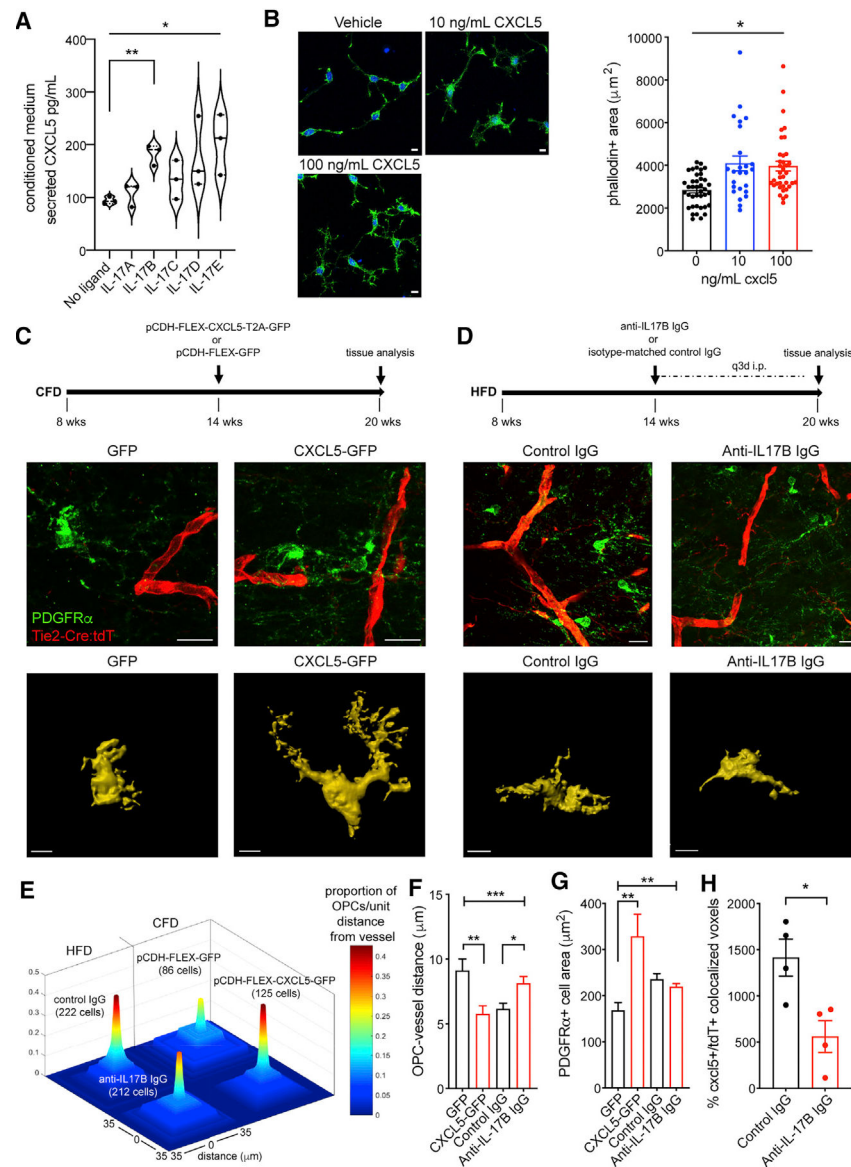 A
conditioned medium
secreted CXCL5 pg/mL
400
300
200
100
0
*
**
No ligand
IL-17A
IL-17B
IL-17C
IL-17D
IL-17E
B
Vehicle
10 ng/mL CXCL5
100 ng/mL CXCL5
phallodin+ area (μm²)
10000
8000
6000
4000
2000
0
*
0
10
100
ng/mL cxcl5
C
pCDH-FLEX-CXCL5-T2A-GFP
or
pCDH-FLEX-GFP
tissue analysis
CFD
8 wks
14 wks
20 wks
GFP
CXCL5-GFP
PDGFRα
Tie2-Cre:tdT
GFP
CXCL5-GFP
D
anti-IL17B IgG
or
isotype-matched control IgG
q3d i.p.
tissue analysis
HFD
8 wks
14 wks
20 wks
Control IgG
Anti-IL17B IgG
Control IgG
Anti-IL17B IgG
E
HFD
CFD
pCDH-FLEX-GFP
(86 cells)
pCDH-FLEX-CXCL5-GFP
(125 cells)
control IgG
(222 cells)
anti-IL17B IgG
(212 cells)
0.5
0.4
0.3
0.2
0.1
0
35
0
35
35
0
35
distance (μm)
proportion of
OPCs/unit
distance
from vessel
0.4
0.35
0.3
0.25
0.2
0.15
0.1
0.05
0
F
OPC-vessel distance (μm)
15
10
5
0
***
**
*
GFP
CXCL5-GFP
Control IgG
Anti-IL-17B IgG
G
PDGFRα+ cell area (μm²)
400
300
200
100
0
**
**
GFP
CXCL5-GFP
Control IgG
Anti-IL-17B IgG
H
% cxcl5+/tdT+ colocalized voxels
2000
1500
1000
500
0
*
Control IgG
Anti-IL-17B IgG